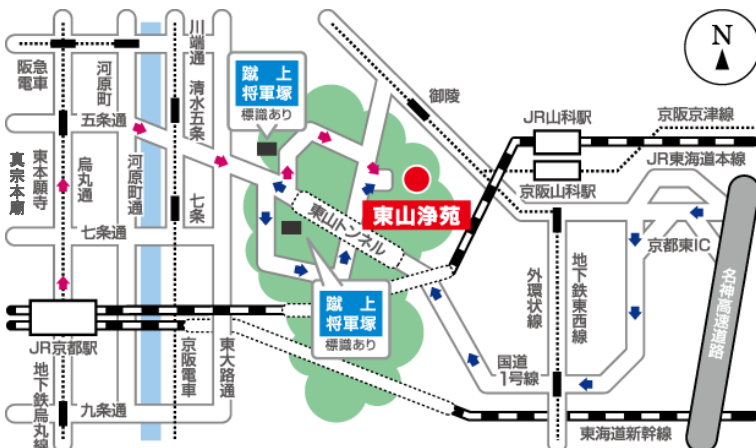 N
阪急
電車
河原町
川端通
清水五条
蹴上
将軍塚
標識あり
御陵
JR山科駅
京阪京津線
五条通
JR東海道本線
京阪山科駅
真宗本廟
東本願寺
烏丸通
河原町通
七条
東山浄苑
東山トンネル
京都東IC
七条通
外環状線
地下鉄東西線
名神高速道路
蹴上
将軍塚
標識あり
JR京都駅
京阪電車
東大路通
国道
1号線
地下鉄烏丸線
九条通
東海道新幹線